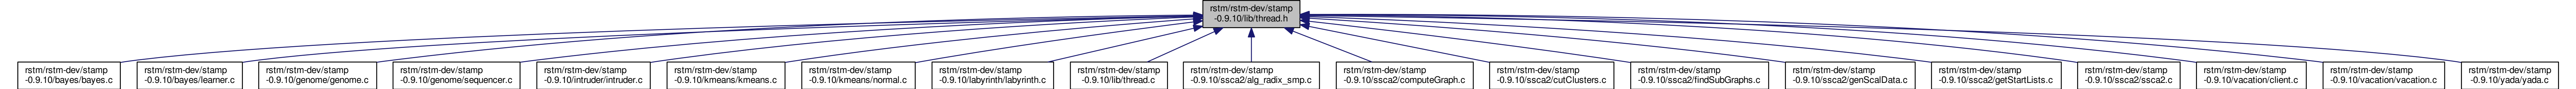 rstm/rstm-dev/stamp
-0.9.10/lib/thread.h
rstm/rstm-dev/stamp
-0.9.10/bayes/bayes.c
rstm/rstm-dev/stamp
-0.9.10/bayes/learner.c
rstm/rstm-dev/stamp
-0.9.10/genome/genome.c
rstm/rstm-dev/stamp
-0.9.10/genome/sequencer.c
rstm/rstm-dev/stamp
-0.9.10/intruder/intruder.c
rstm/rstm-dev/stamp
-0.9.10/kmeans/kmeans.c
rstm/rstm-dev/stamp
-0.9.10/kmeans/normal.c
rstm/rstm-dev/stamp
-0.9.10/labyrinth/labyrinth.c
rstm/rstm-dev/stamp
-0.9.10/lib/thread.c
rstm/rstm-dev/stamp
-0.9.10/ssca2/alg_radix_smp.c
rstm/rstm-dev/stamp
-0.9.10/ssca2/computeGraph.c
rstm/rstm-dev/stamp
-0.9.10/ssca2/cutClusters.c
rstm/rstm-dev/stamp
-0.9.10/ssca2/findSubGraphs.c
rstm/rstm-dev/stamp
-0.9.10/ssca2/genScalData.c
rstm/rstm-dev/stamp
-0.9.10/ssca2/getStartLists.c
rstm/rstm-dev/stamp
-0.9.10/ssca2/ssca2.c
rstm/rstm-dev/stamp
-0.9.10/vacation/client.c
rstm/rstm-dev/stamp
-0.9.10/vacation/vacation.c
rstm/rstm-dev/stamp
-0.9.10/yada/yada.c